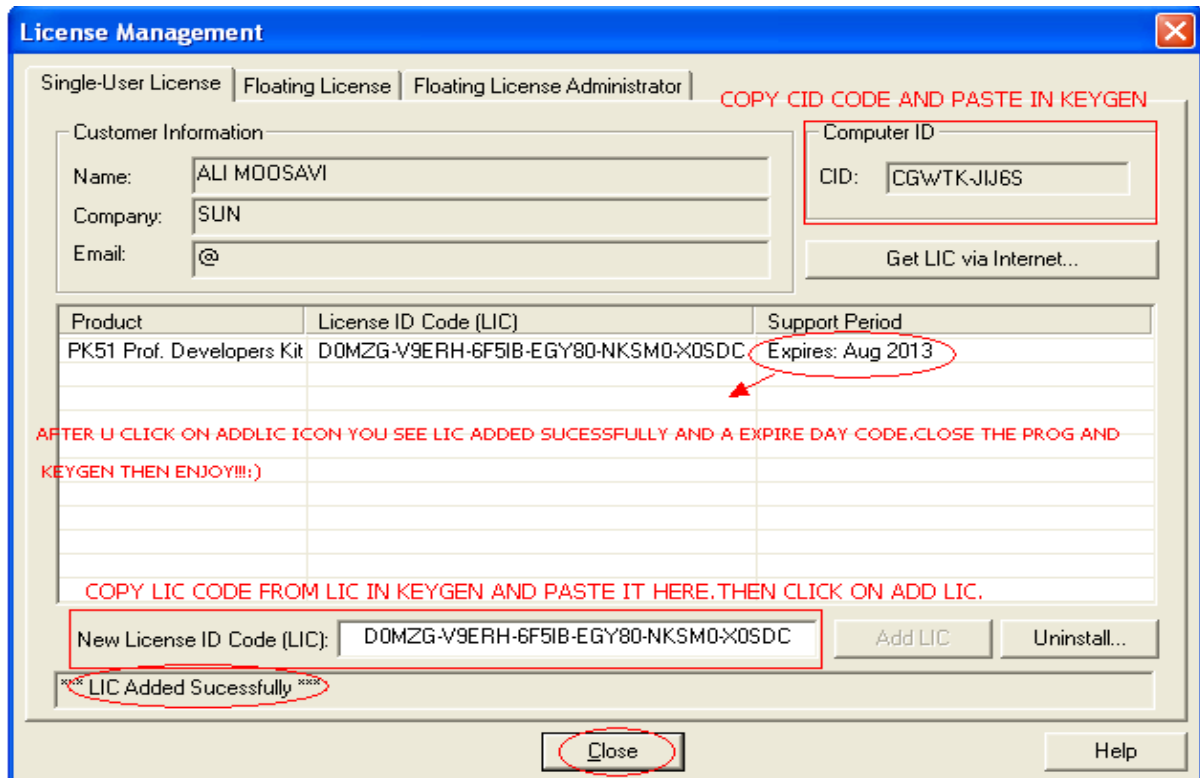 License Management
Single-User License Floating License Floating License Administrator
COPY CID CODE AND PASTE IN KEYGEN
Customer Information
Computer ID
Name: ALI MOOSAVI
CID: CGWTK-JIJ6S
Company: SUN
Email: @
Get LIC via Internet...
Product License ID Code (LIC) Support Period
PK51 Prof. Developers Kit D0MZG-V9ERH-6F5IB-EGY80-NKSM0-X0SDC Expires: Aug 2013
AFTER U CLICK ON ADDLIC ICON YOU SEE LIC ADDED SUCESSFULLY AND A EXPIRE DAY CODE.CLOSE THE PROG AND
KEYGEN THEN ENJOY!!!:)
COPY LIC CODE FROM LIC IN KEYGEN AND PASTE IT HERE.THEN CLICK ON ADD LIC.
New License ID Code (LIC): D0MZG-V9ERH-6F5IB-EGY80-NKSM0-X0SDC Add LIC Uninstall...
*** LIC Added Sucessfully ***
Close Help